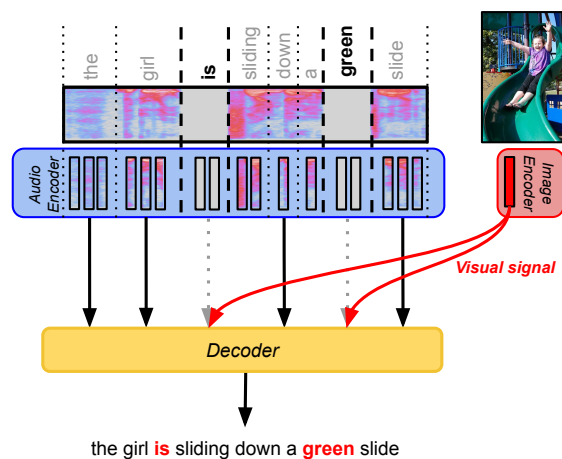 the girl is sliding down a green slide
Audio Encoder
Image Encoder
Visual signal
Decoder
the girl is sliding down a green slide